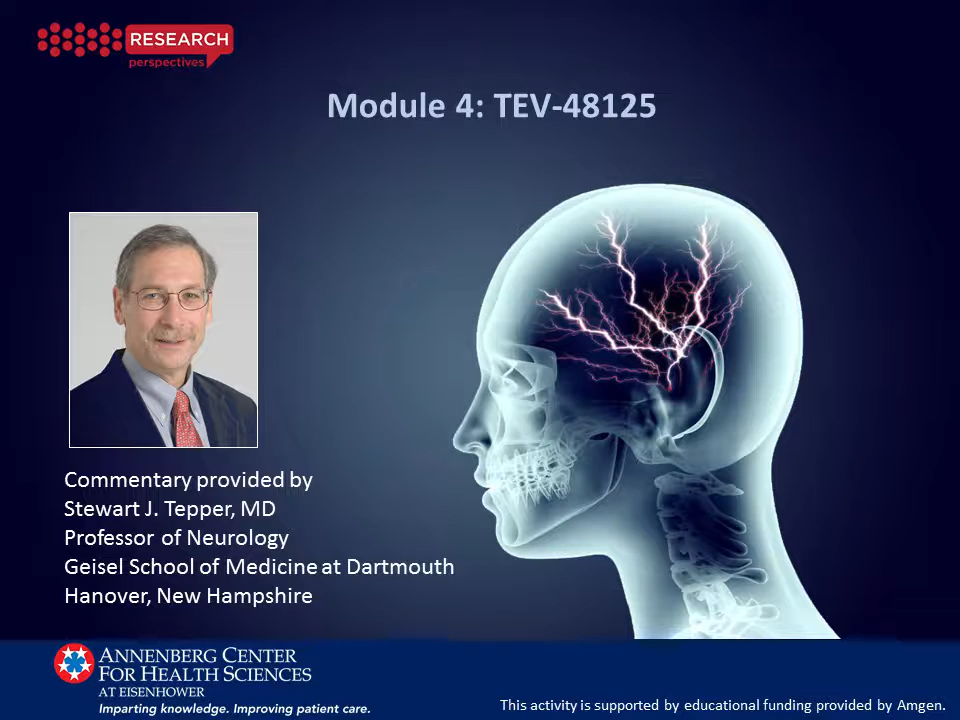 RESEARCH
perspectives
Module 4: TEV-48125
Commentary provided by
Stewart J. Tepper, MD
Professor of Neurology
Geisel School of Medicine at Dartmouth
Hanover, New Hampshire
ANNENBERG CENTER
FOR HEALTH SCIENCES
AT EISENHOWER
Imparting knowledge. Improving patient care.
This activity is supported by educational funding provided by Amgen.